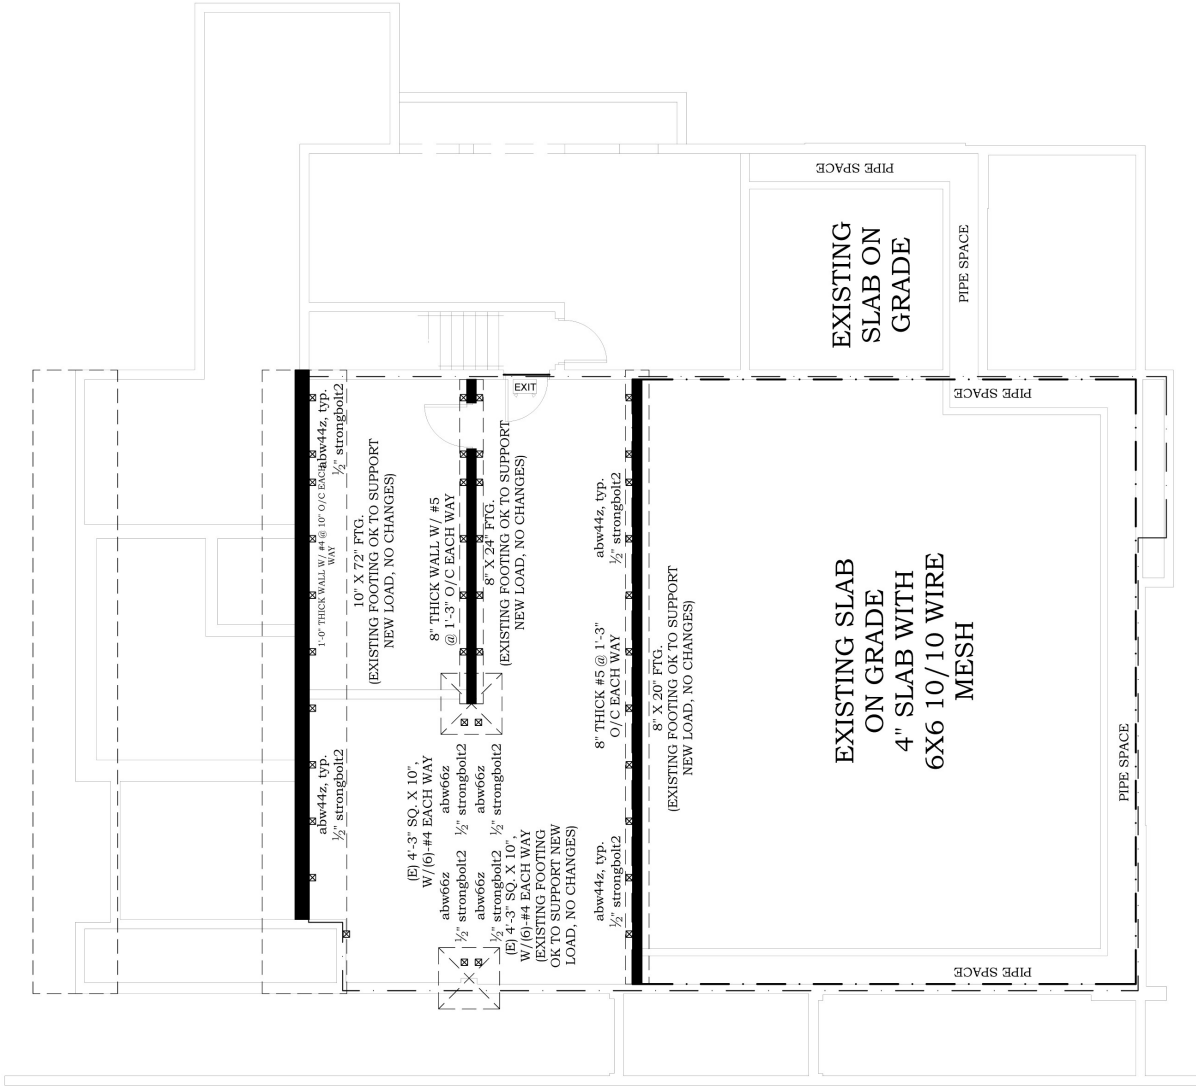 PIPE SPACE
EXISTING
SLAB ON
GRADE
PIPE SPACE
EXIT
PIPE SPACE
abw44z, typ.
½" strongbolt2
1'-0" THICK WALL W/ #4 @ 10" O/C EACH
WAY
10" X 72" FTG.
(EXISTING FOOTING OK TO SUPPORT
NEW LOAD, NO CHANGES)
8" THICK WALL W/ #5
@ 1'-3" O/C EACH WAY
8" X 24" FTG.
(EXISTING FOOTING OK TO SUPPORT
NEW LOAD, NO CHANGES)
abw44z, typ.
½" strongbolt2
8" THICK #5 @ 1'-3"
O/C EACH WAY
8" X 20" FTG.
(EXISTING FOOTING OK TO SUPPORT
NEW LOAD, NO CHANGES)
EXISTING SLAB
ON GRADE
4" SLAB WITH
6X6 10/10 WIRE
MESH
PIPE SPACE
abw44z, typ.
½" strongbolt2
(E) 4'-3" SQ. X 10",
W/(6)-#4 EACH WAY
abw66z
½" strongbolt2
abw66z
½" strongbolt2
abw66z
½" strongbolt2
abw66z
½" strongbolt2
(E) 4'-3" SQ. X 10",
W/(6)-#4 EACH WAY
(EXISTING FOOTING
OK TO SUPPORT NEW
LOAD, NO CHANGES)
abw44z, typ.
½" strongbolt2
PIPE SPACE